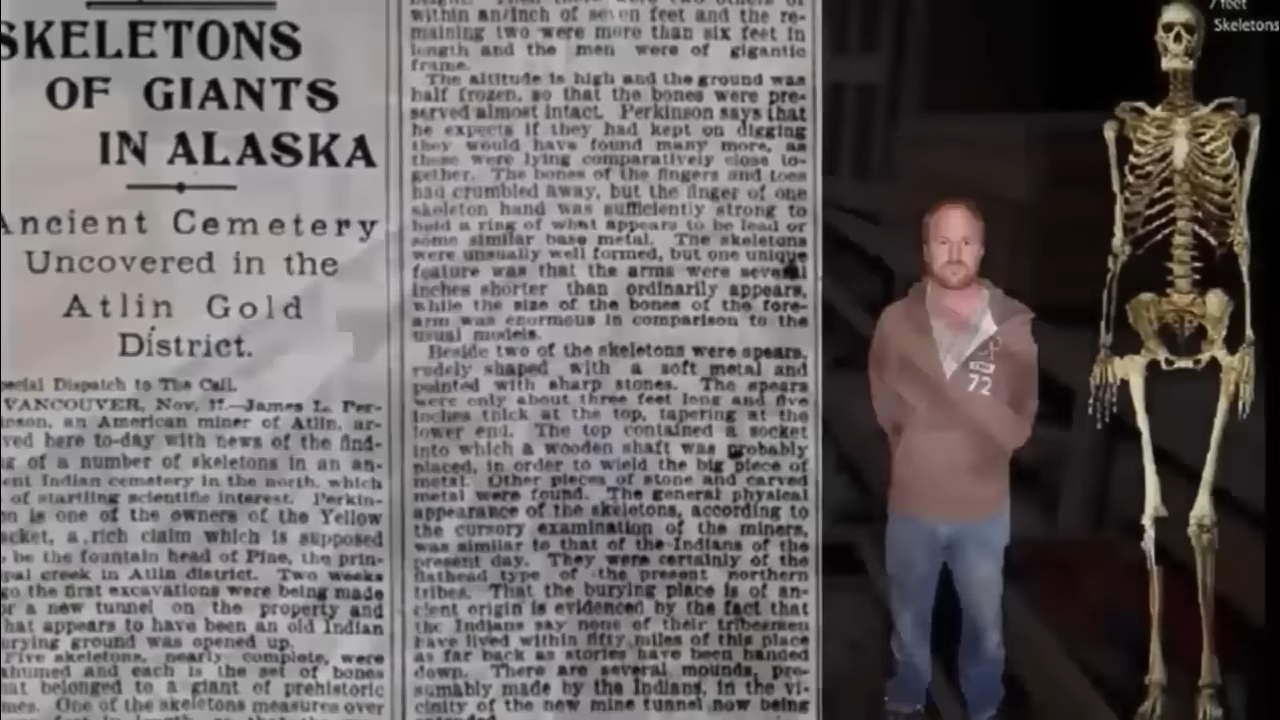 SKELETONS
OF GIANTS
IN ALASKA
Ancient Cemetery
Uncovered in the
Atlin Gold
District.
pecial Dispatch to The Call.
VANCOUVER, Nov. 17.—James L. Per-
inson, an American miner of Atlin, ar-
ved here to-day with news of the find-
g of a number of skeletons in an an-
ent Indian cemetery in the north, which
of startling scientific interest. Perkin-
n is one of the owners of the Yellow
acket, a rich claim which is supposed
be the fountain head of Pine, the prin-
pal creek in Atlin district. Two weeks
go the first excavations were being made
r a new tunnel on the property and
hat appears to have been an old Indian
urying ground was opened up.
Five skeletons, nearly complete, were
xhumed and each is the set of bones
at belonged to a giant of prehistoric
mes. One of the skeletons measures over
within an inch of seven feet and the re-
maining two were more than six feet in
length and the men were of gigantic
frame.
The altitude is high and the ground was
half frozen, so that the bones were pre-
served almost intact. Perkinson says that
he expects if they had kept on digging
they would have found many more, as
these were lying comparatively close to-
gether. The bones of the fingers and toes
had crumbled away, but the finger of one
skeleton hand was sufficiently strong to
hold a ring of what appears to be lead or
some similar base metal. The skeletons
were unusually well formed, but one unique
feature was that the arms were several
inches shorter than ordinarily appears,
while the size of the bones of the fore-
arm was enormous in comparison to the
usual models.
Beside two of the skeletons were spears,
rudely shaped with a soft metal and
pointed with sharp stones. The spears
were only about three feet long and five
inches thick at the top, tapering at the
lower end. The top contained a socket
into which a wooden shaft was probably
placed, in order to wield the big piece of
metal. Other pieces of stone and carved
metal were found. The general physical
appearance of the skeletons, according to
the cursory examination of the miners,
was similar to that of the Indians of the
present day. They were certainly of the
flathead type of the present northern
tribes. That the burying place is of an-
cient origin is evidenced by the fact that
the Indians say none of their tribesmen
have lived within fifty miles of this place
as far back as stories have been handed
down. There are several mounds, pre-
sumably made by the Indians, in the vi-
cinity of the new mine tunnel now being
7 feet
Skeletons
72